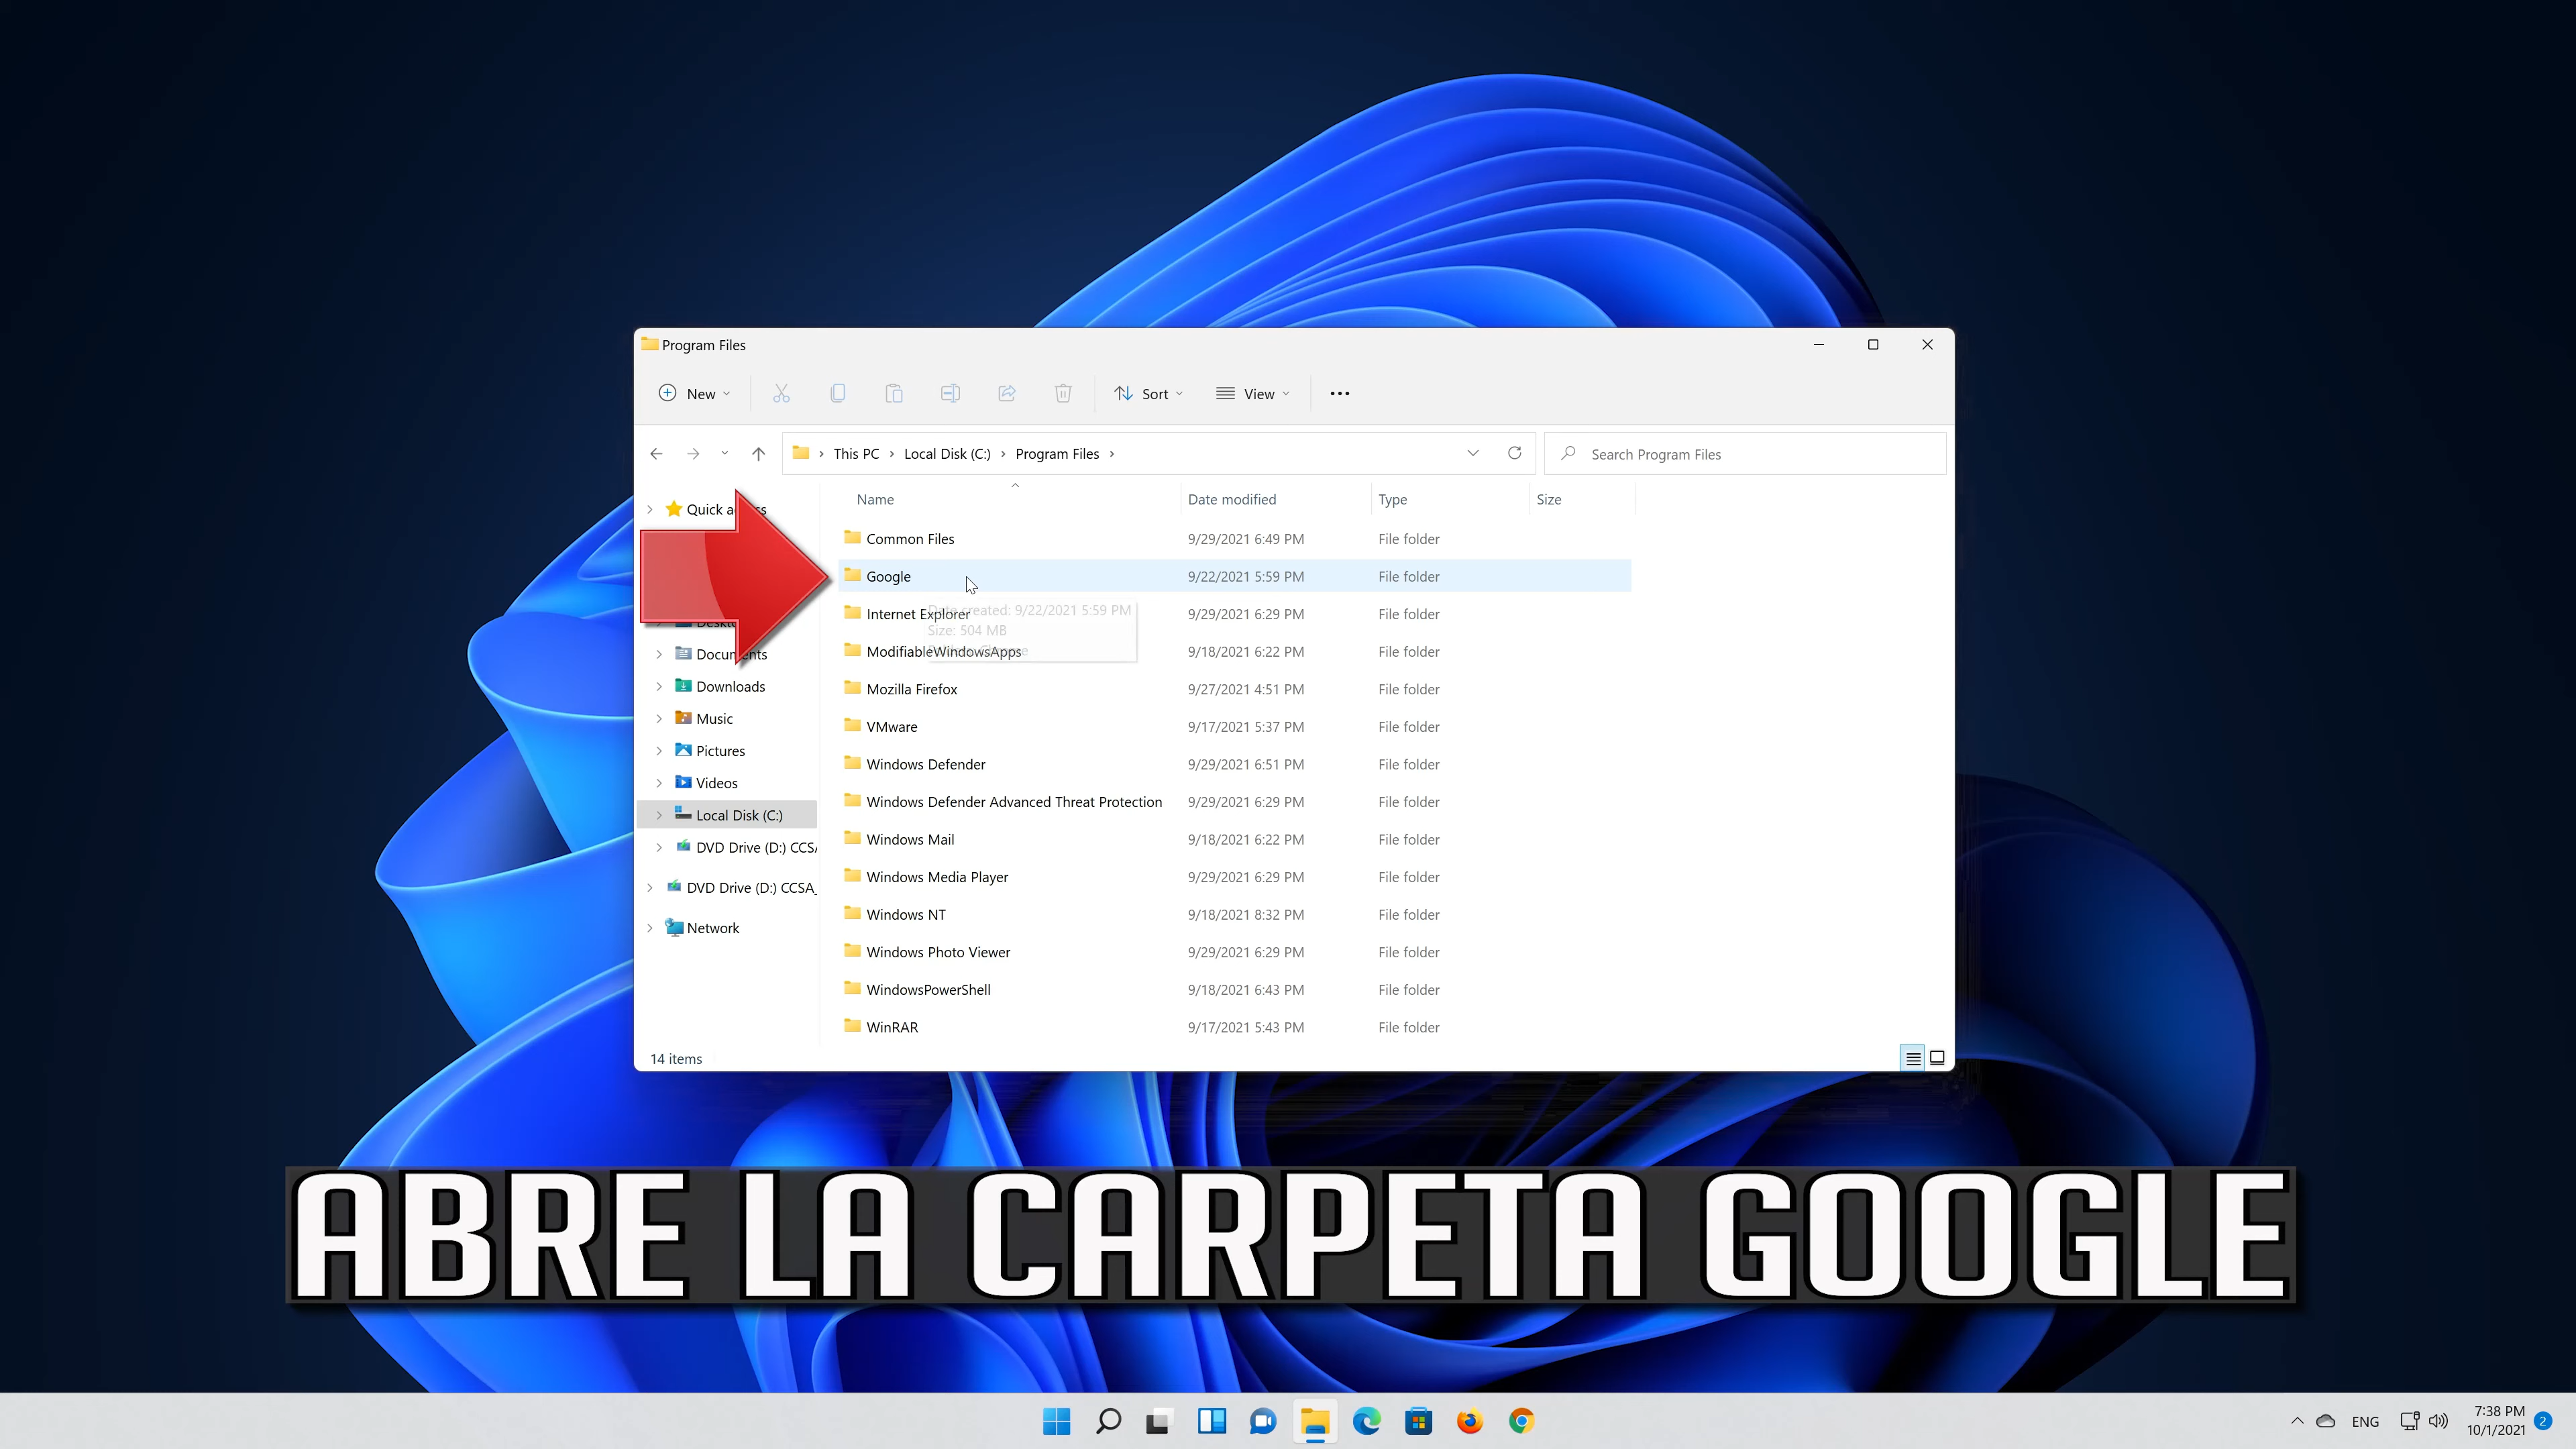 Program Files
New
Sort
View
This PC
Local Disk (C:)
Program Files
Search Program Files
Name
Date modified
Type
Size
Quick
Documents
Downloads
Music
Pictures
Videos
Local Disk (C:)
DVD Drive (D:)
DVD Drive (D:) CCSA_
Network
Common Files 9/29/2021 6:49 PM File folder
Google 9/22/2021 5:59 PM File folder
Internet Explorer 9/29/2021 6:29 PM File folder
Date created: 9/22/2021 5:59 PM
Size: 504 MB
ModifiableWindowsApps 9/18/2021 6:22 PM File folder
Mozilla Firefox 9/27/2021 4:51 PM File folder
VMware 9/17/2021 5:37 PM File folder
Windows Defender 9/29/2021 6:51 PM File folder
Windows Defender Advanced Threat Protection 9/29/2021 6:29 PM File folder
Windows Mail 9/18/2021 6:22 PM File folder
Windows Media Player 9/29/2021 6:29 PM File folder
Windows NT 9/18/2021 8:32 PM File folder
Windows Photo Viewer 9/29/2021 6:29 PM File folder
WindowsPowerShell 9/18/2021 6:43 PM File folder
WinRAR 9/17/2021 5:43 PM File folder
14 items
ABRE LA CARPETA GOOGLE
ENG
7:38 PM
10/1/2021
2